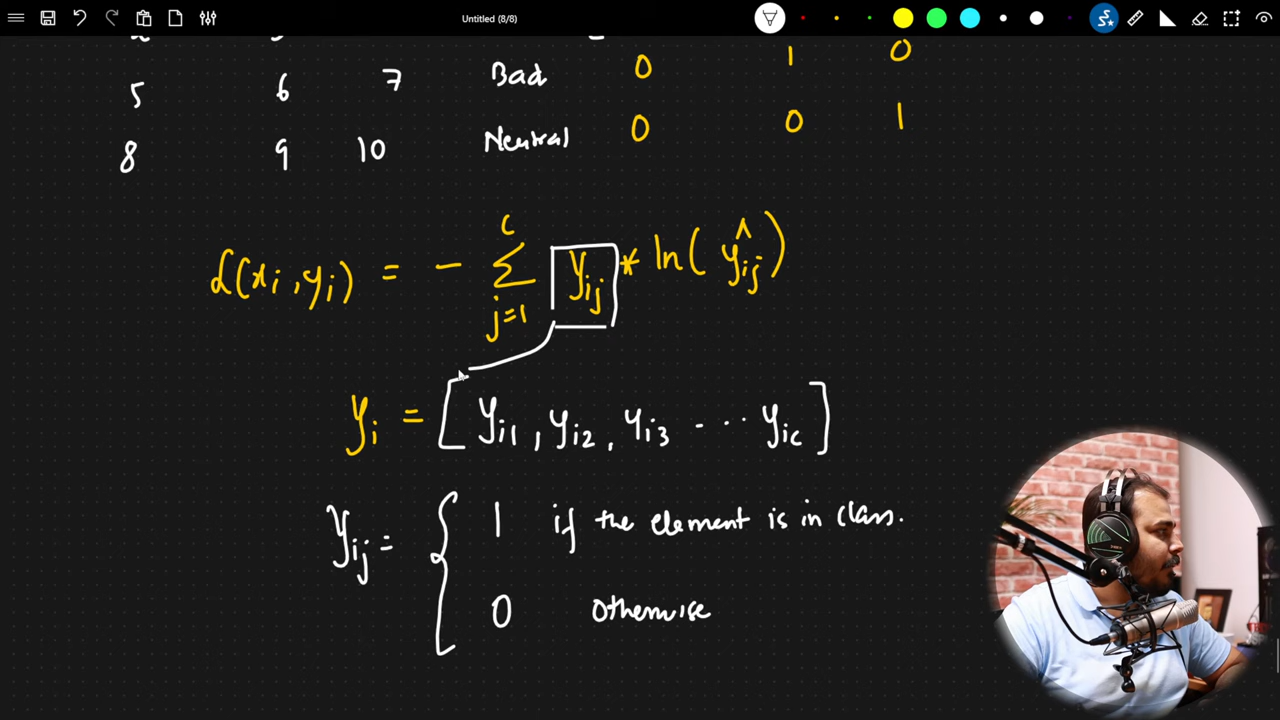 Untitled (8/8)
5 6 7 Bad 0 1 0
8 9 10 Neutral 0 0 1
L(xi, yi) = - C Σ j=1 yij * ln(ŷij)
yi = [yi1, yi2, yi3 - - - yic]
yij = { 1 if the element is in class.
0 Otherwise